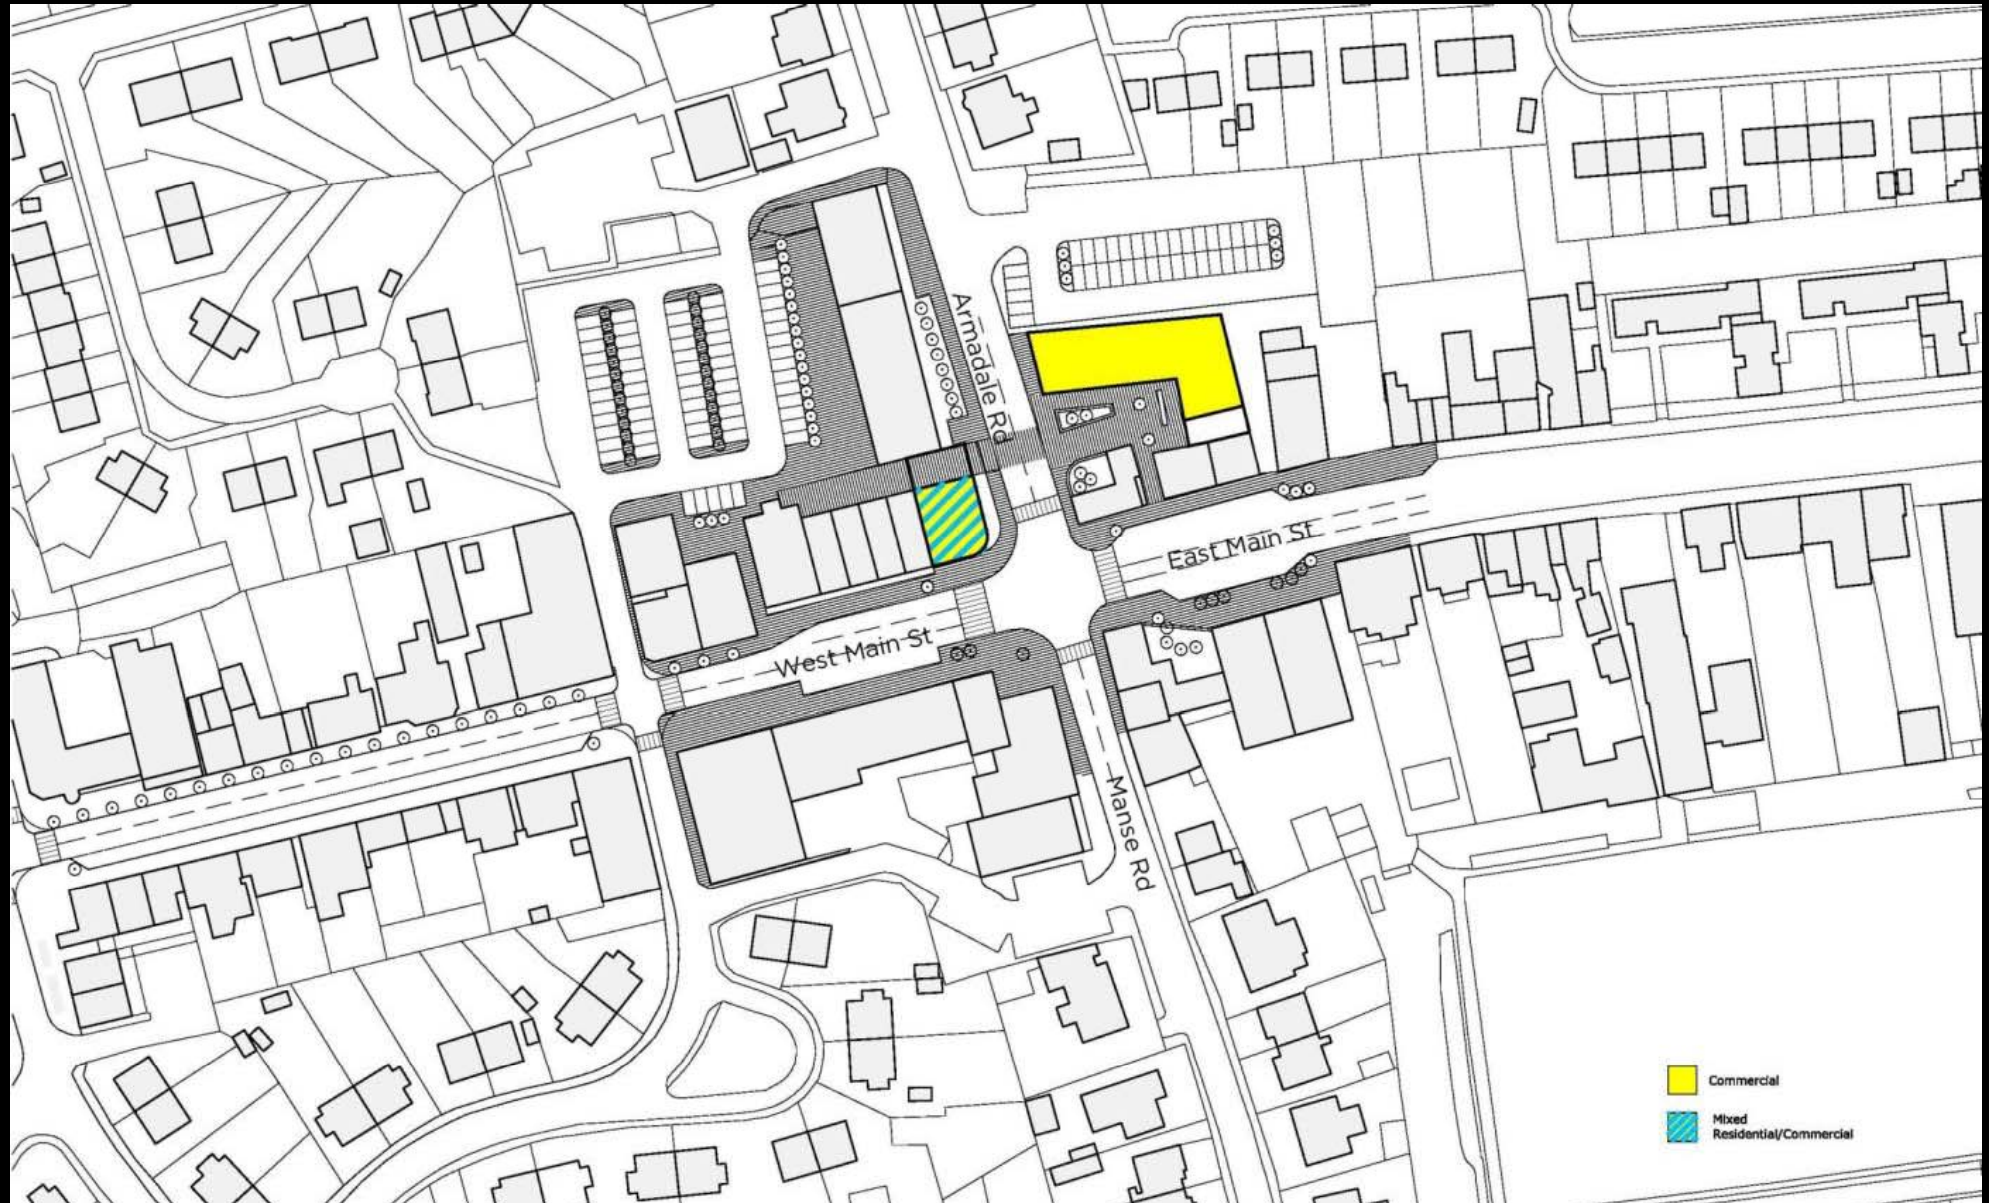 Armadale Rd
East Main St
West Main St
Manse Rd
Commercial
Mixed
Residential/Commercial